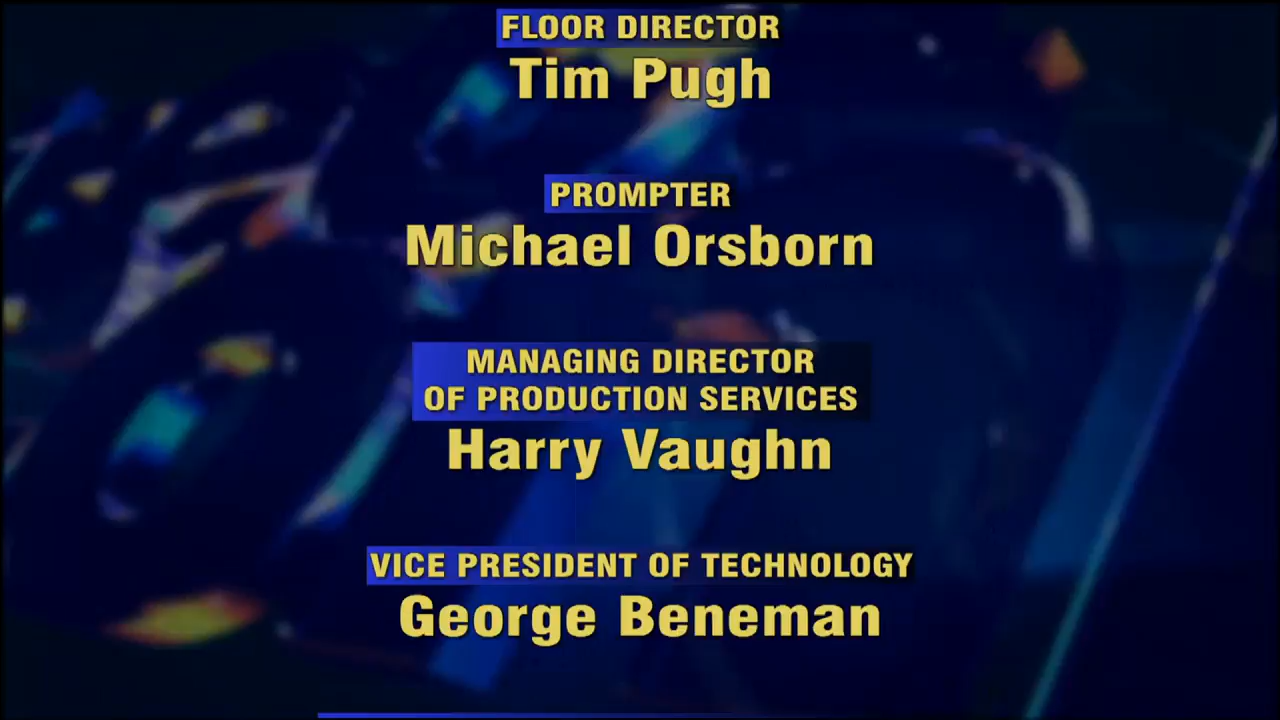 FLOOR DIRECTOR
Tim Pugh
PROMPTER
Michael Orsborn
MANAGING DIRECTOR
OF PRODUCTION SERVICES
Harry Vaughn
VICE PRESIDENT OF TECHNOLOGY
George Beneman